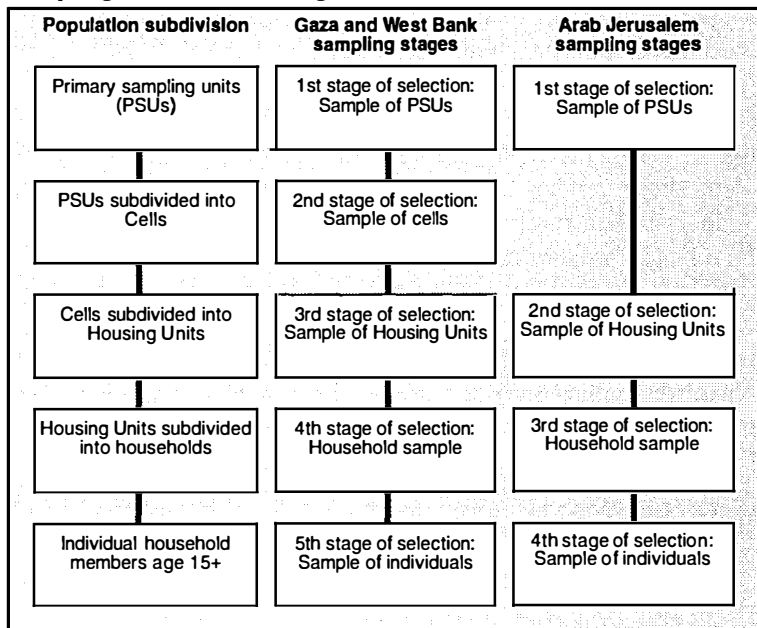 Population subdivision
Gaza and West Bank
sampling stages
Arab Jerusalem
sampling stages
Primary sampling units
(PSUs)
1st stage of selection:
Sample of PSUs
1st stage of selection:
Sample of PSUs
PSUs subdivided into
Cells
2nd stage of selection:
Sample of cells
Cells subdivided into
Housing Units
3rd stage of selection:
Sample of Housing Units
2nd stage of selection:
Sample of Housing Units
Housing Units subdivided
into households
4th stage of selection:
Household sample
3rd stage of selection:
Household sample
Individual household
members age 15+
5th stage of selection:
Sample of individuals
4th stage of selection:
Sample of individuals